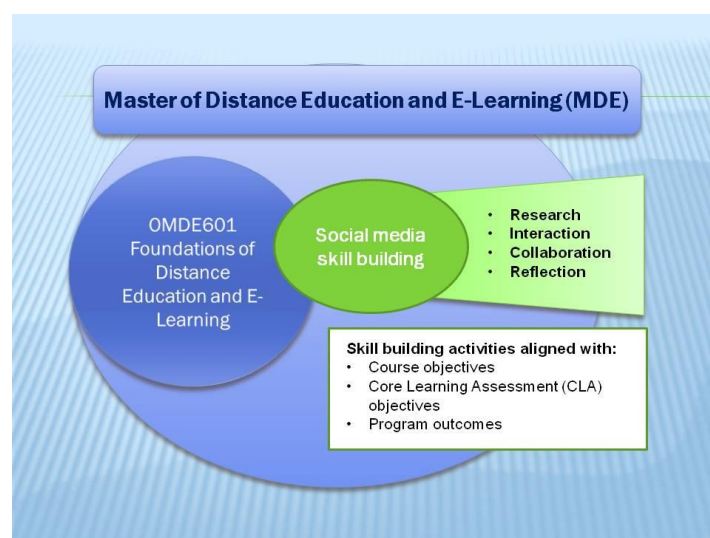 Master of Distance Education and E-Learning (MDE)
OMDE601
Foundations of
Distance
Education and E-
Learning
Social media
skill building
• Research
• Interaction
• Collaboration
• Reflection
Skill building activities aligned with:
• Course objectives
• Core Learning Assessment (CLA)
objectives
• Program outcomes